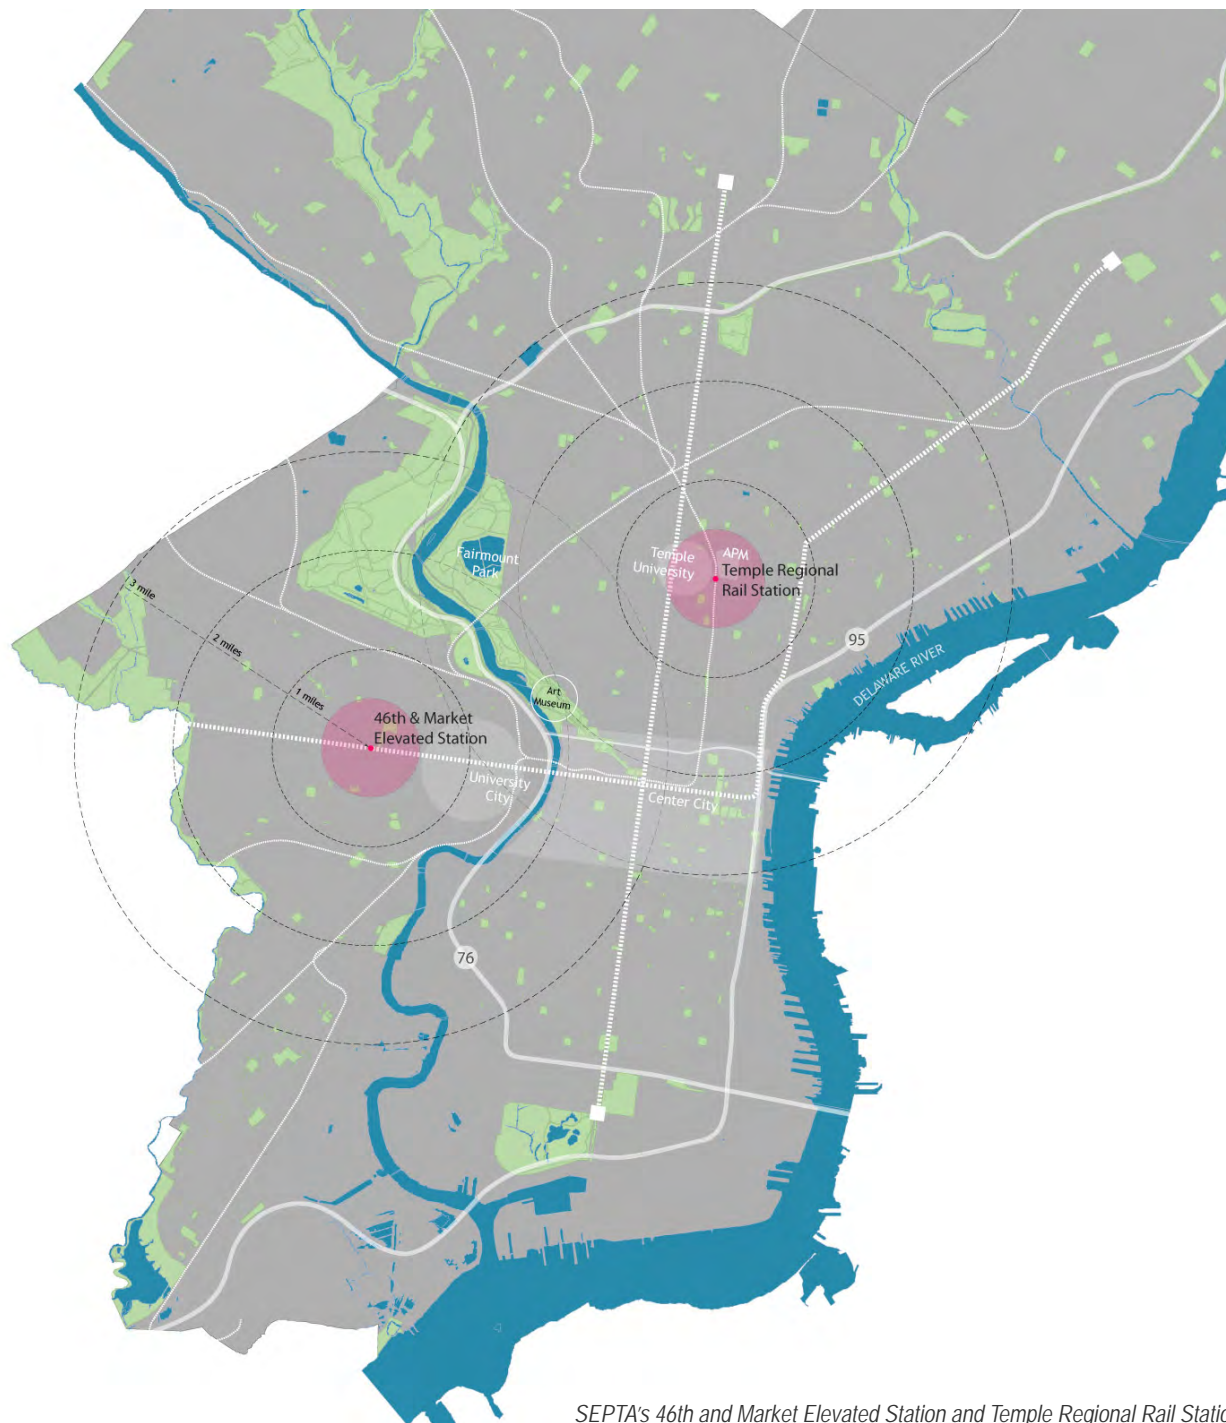 Fairmount
Park
Temple
University
APM
Temple Regional
Rail Station
3 mile
2 miles
1 miles
95
DELAWARE RIVER
Art
Museum
46th & Market
Elevated Station
University
City
Center City
76
SEPTA's 46th and Market Elevated Station and Temple Regional Rail